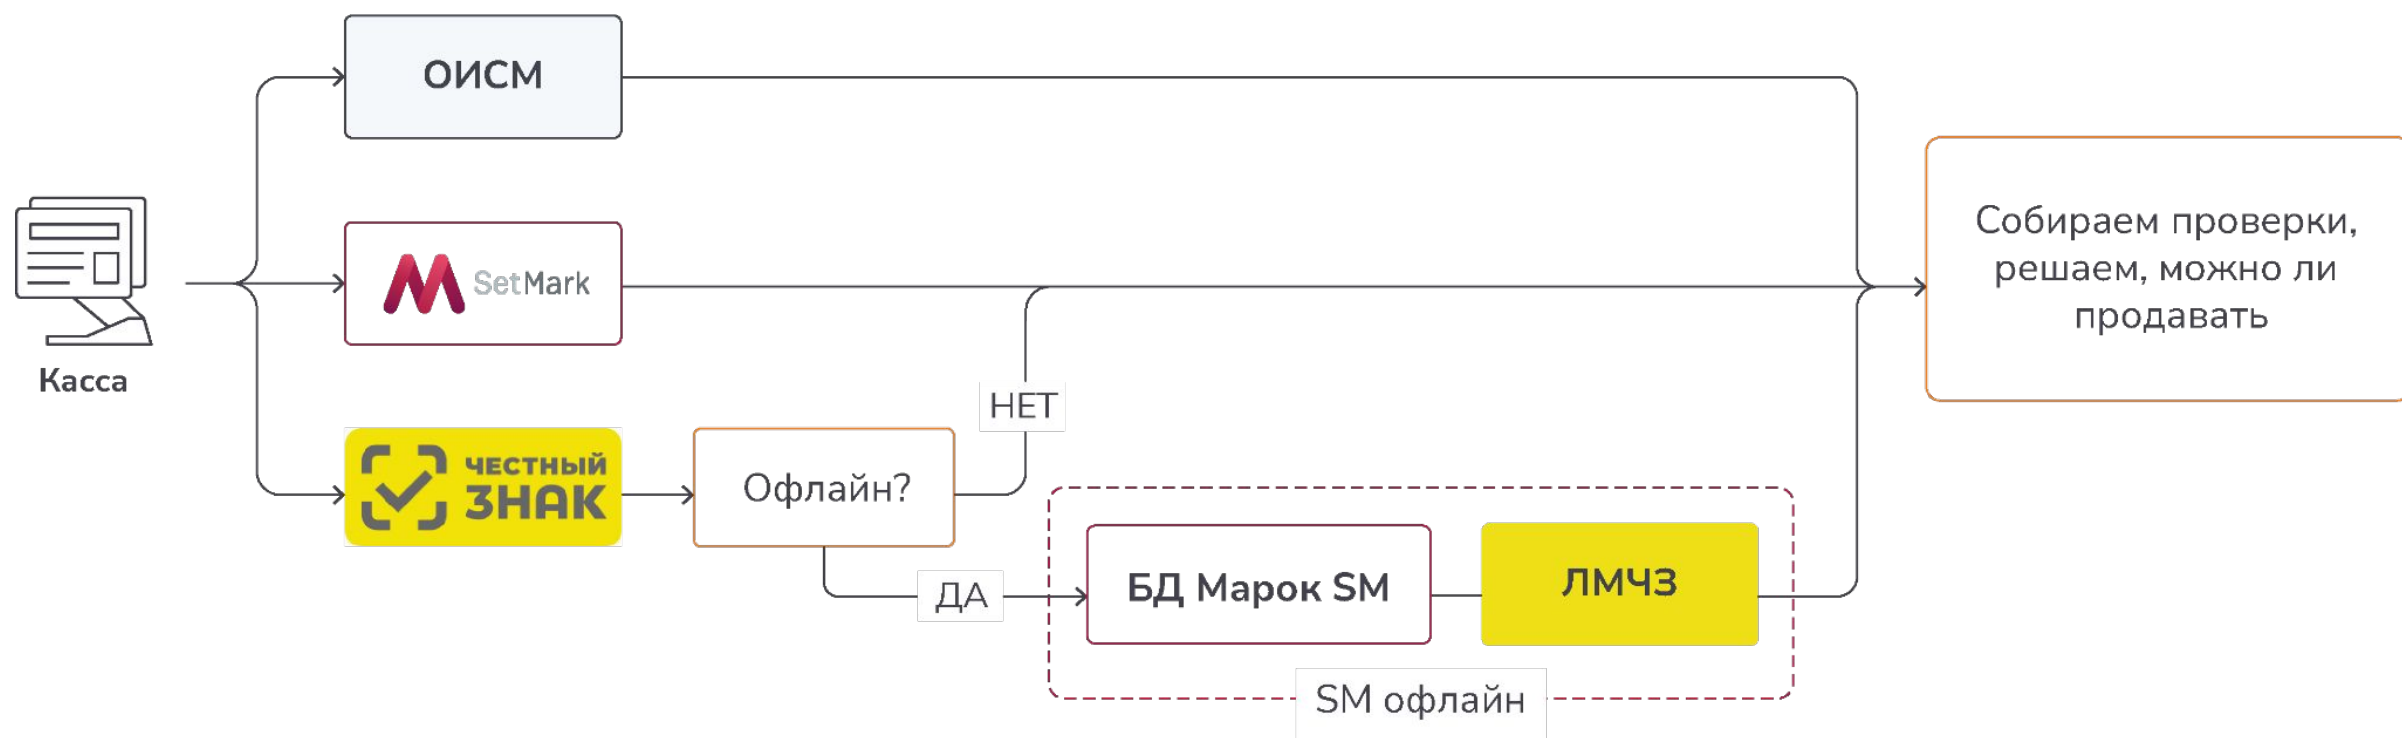 ОИСМ
Касса
SetMark
ЧЕСТНЫЙ
ЗНАК
Офлайн?
НЕТ
ДА
БД Марок SM
ЛМЧЗ
SM офлайн
Собираем проверки,
решаем, можно ли
продавать